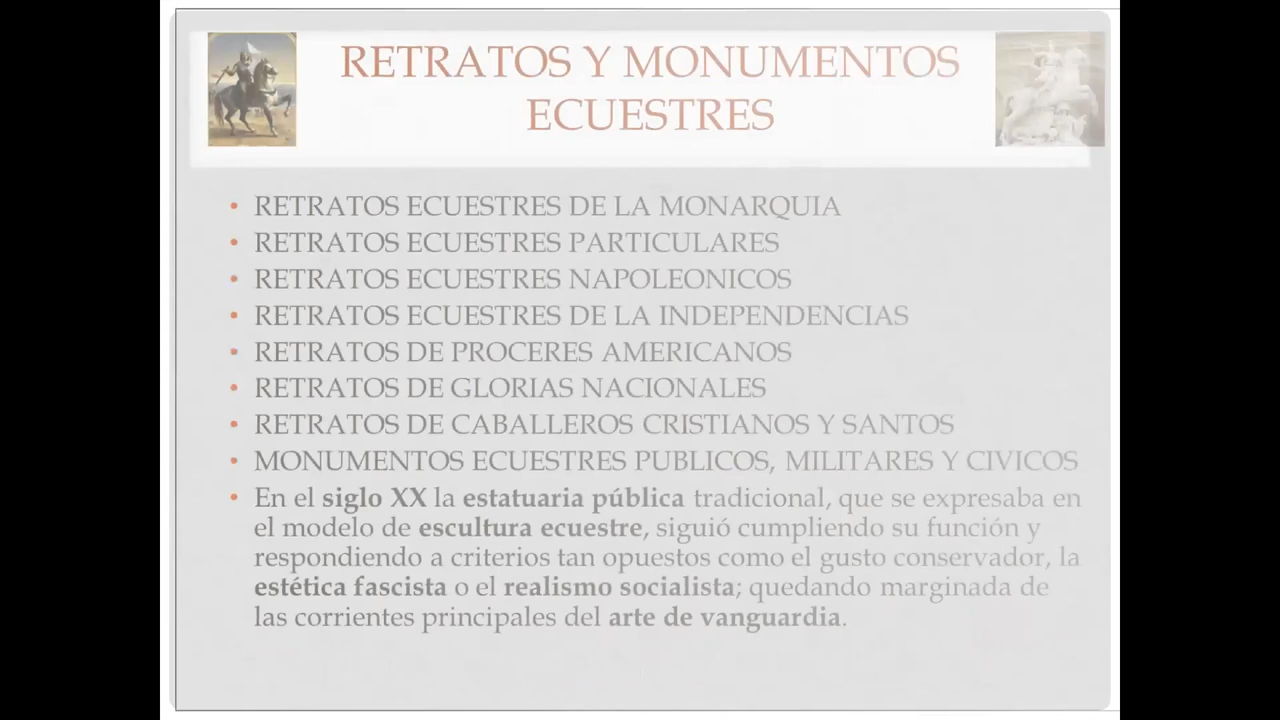 RETRATOS Y MONUMENTOS
ECUESTRES
• RETRATOS ECUESTRES DE LA MONARQUIA
• RETRATOS ECUESTRES PARTICULARES
• RETRATOS ECUESTRES NAPOLEONICOS
• RETRATOS ECUESTRES DE LA INDEPENDENCIAS
• RETRATOS DE PROCERES AMERICANOS
• RETRATOS DE GLORIAS NACIONALES
• RETRATOS DE CABALLEROS CRISTIANOS Y SANTOS
• MONUMENTOS ECUESTRES PUBLICOS, MILITARES Y CIVICOS
• En el siglo XX la estatuaria pública tradicional, que se expresaba en
el modelo de escultura ecuestre, siguió cumpliendo su función y
respondiendo a criterios tan opuestos como el gusto conservador, la
estética fascista o el realismo socialista; quedando marginada de
las corrientes principales del arte de vanguardia.